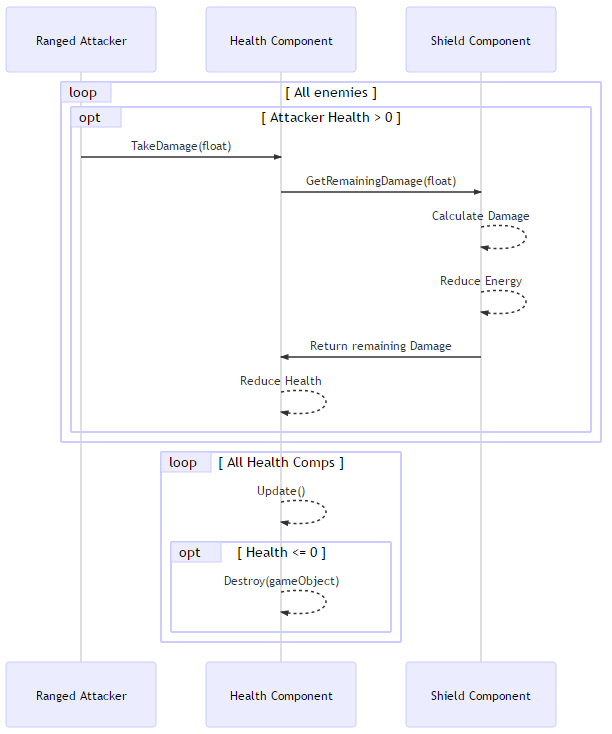 Ranged Attacker
Health Component
Shield Component
loop
[ All enemies ]
opt
[ Attacker Health > 0 ]
TakeDamage(float)
GetRemainingDamage(float)
Calculate Damage
Reduce Energy
Return remaining Damage
Reduce Health
loop
[ All Health Comps ]
Update()
opt
[ Health <= 0 ]
Destroy(gameObject)
Ranged Attacker
Health Component
Shield Component